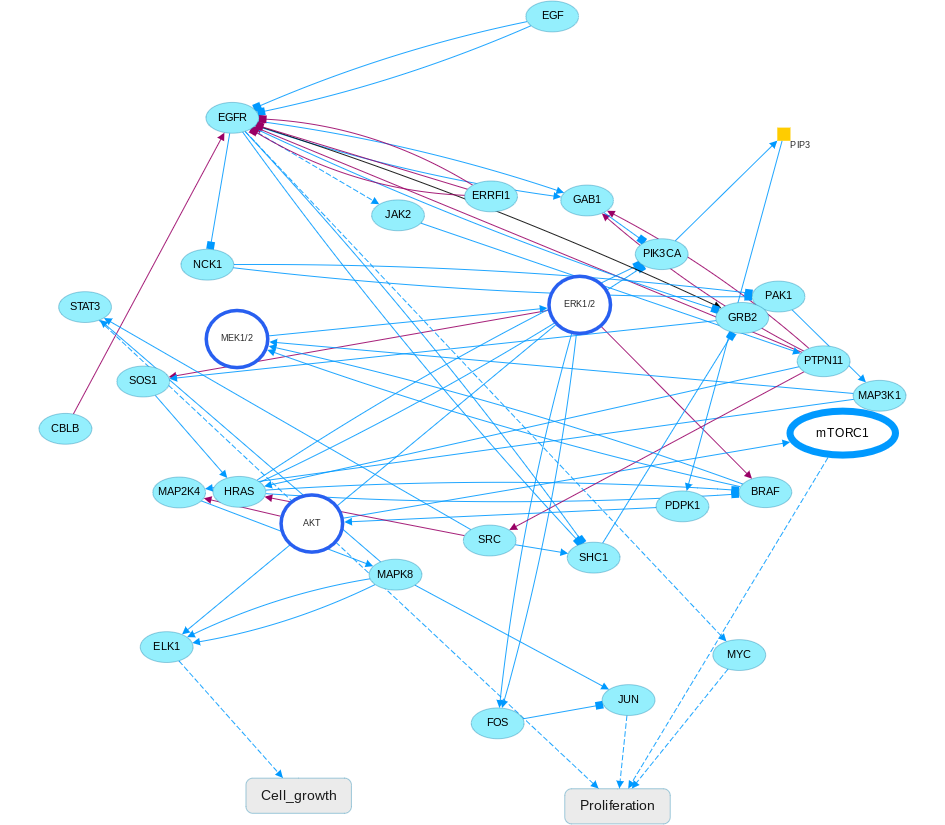 EGF
EGFR
PIP3
ERRFI1
GAB1
JAK2
PIK3CA
NCK1
PAK1
STAT3
ERK1/2
GRB2
MEK1/2
PTPN11
SOS1
MAP3K1
CBLB
mTORC1
MAP2K4
HRAS
BRAF
PDPK1
AKT
SRC
SHC1
MAPK8
ELK1
MYC
JUN
FOS
Cell_growth
Proliferation